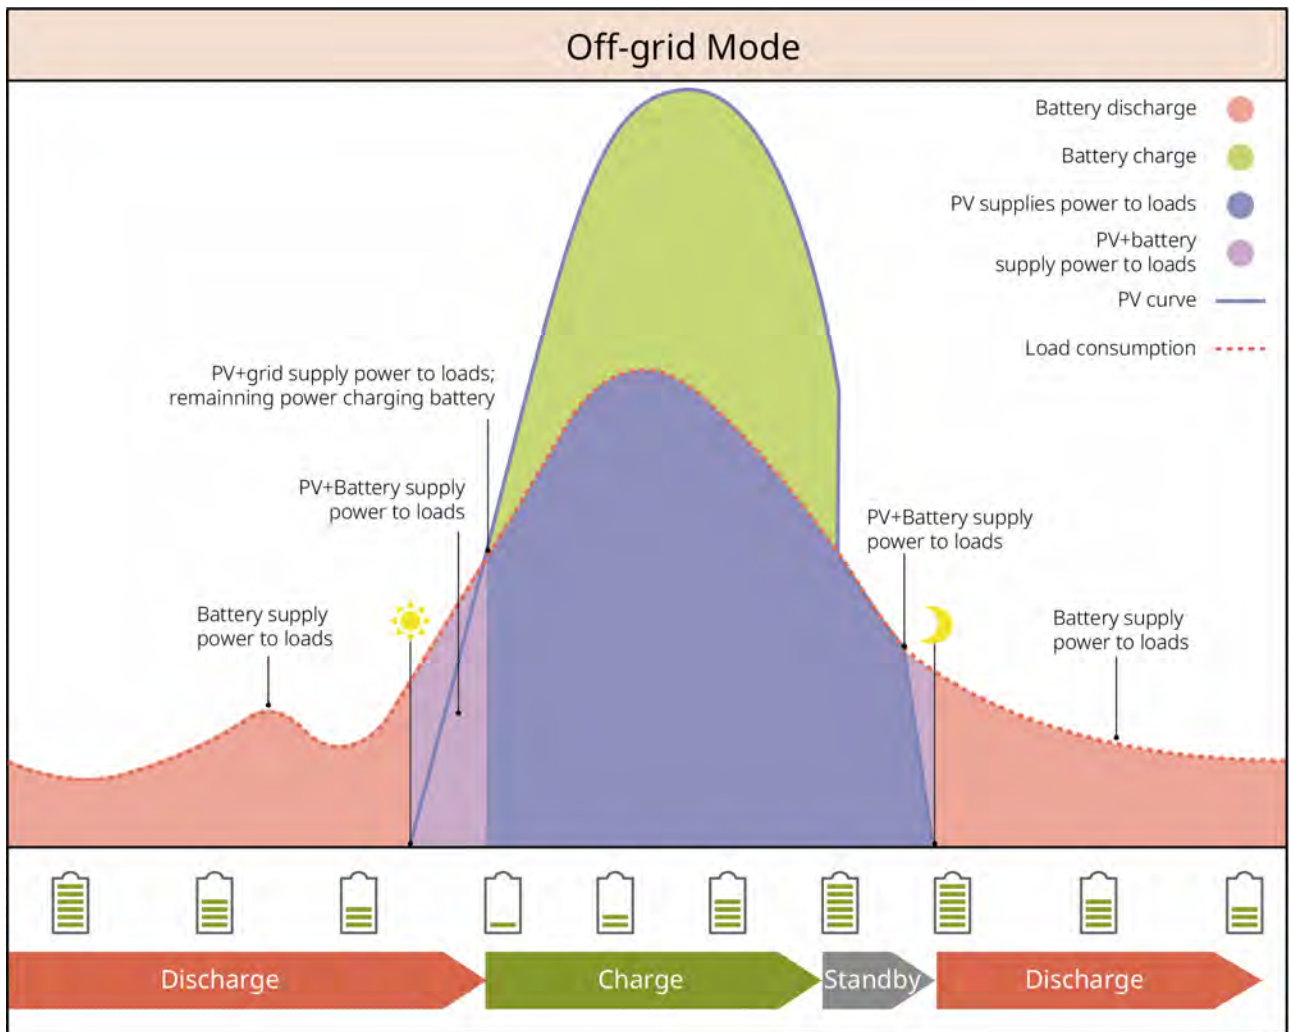 Off-grid Mode
Battery discharge
Battery charge
PV supplies power to loads
PV+battery
supply power to loads
PV curve
Load consumption
PV+grid supply power to loads;
remainning power charging battery
PV+Battery supply
power to loads
PV+Battery supply
power to loads
Battery supply
power to loads
Battery supply
power to loads
Discharge
Charge
Standby
Discharge